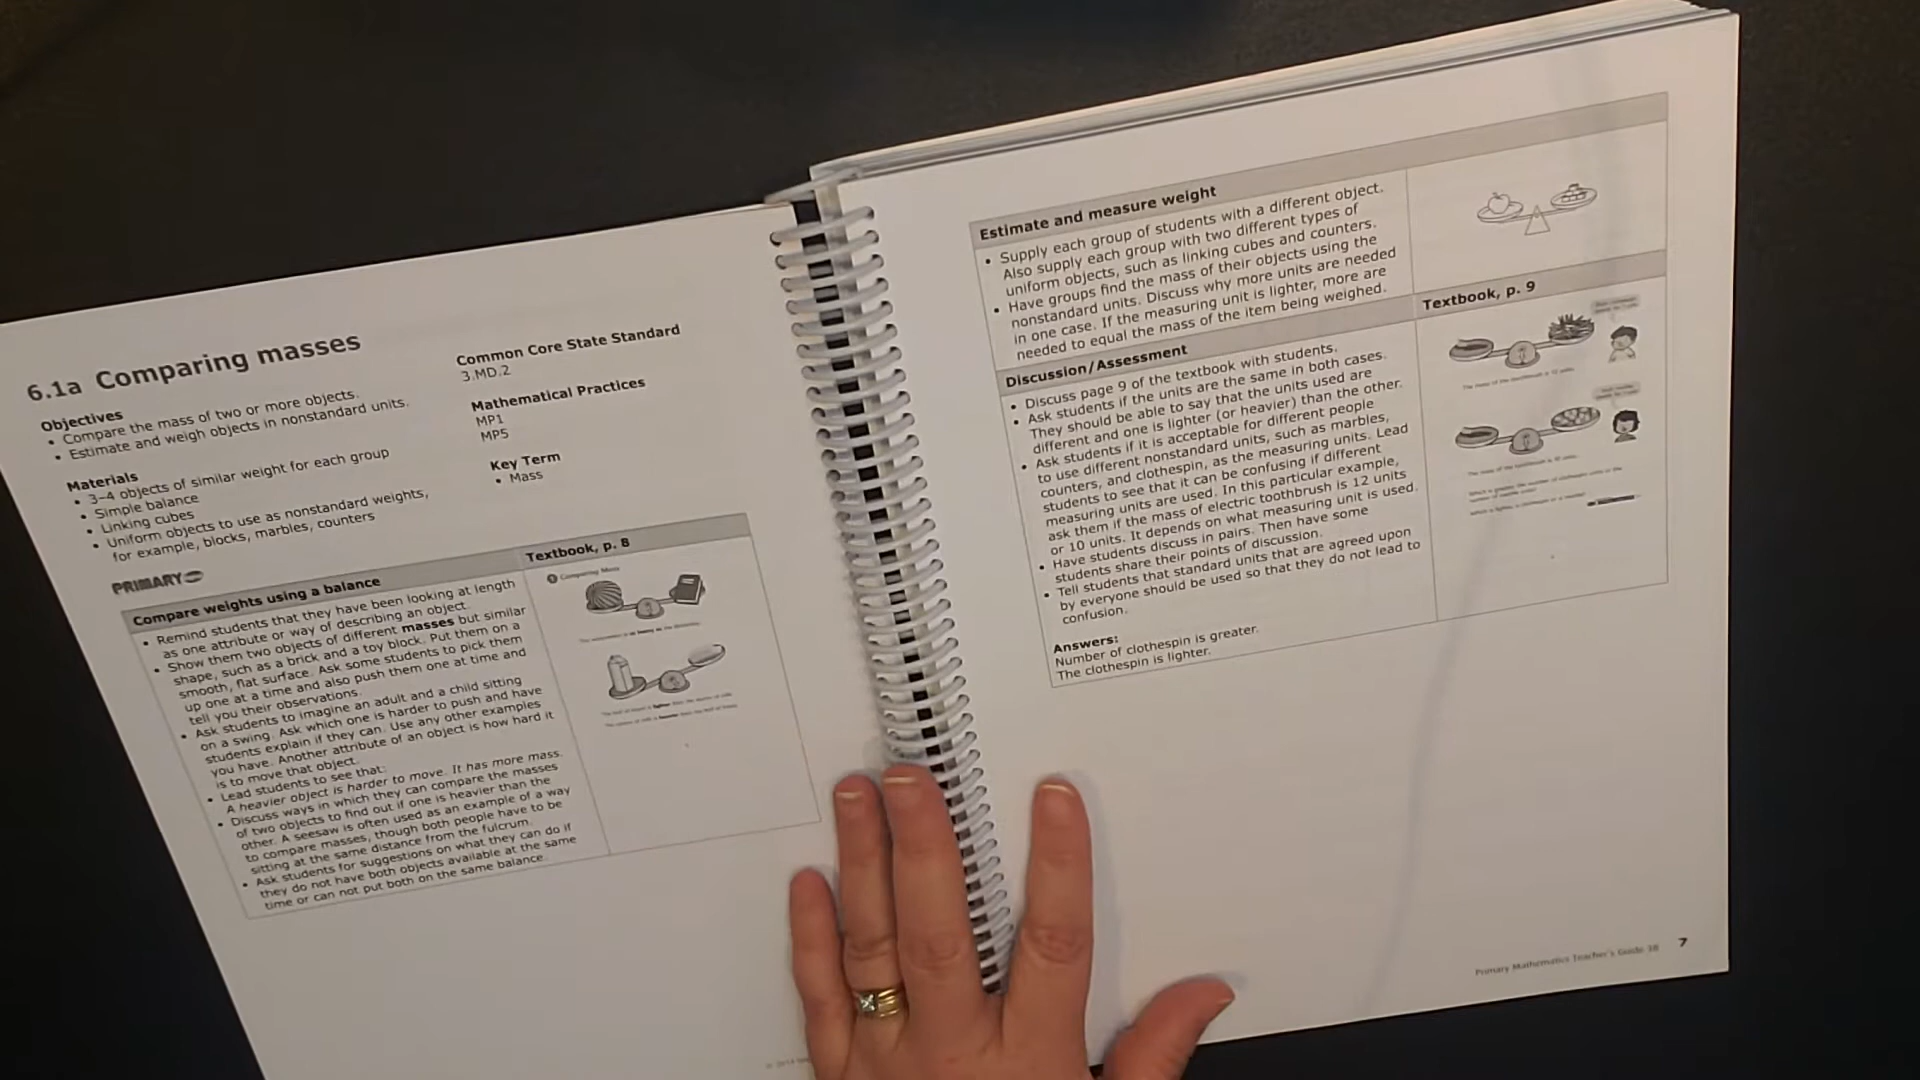 6.1a Comparing masses
Objectives
• Compare the mass of two or more objects.
• Estimate and weigh objects in nonstandard units.
Materials
• 3–4 objects of similar weight for each group
• Simple balance
• Linking cubes
• Uniform objects to use as nonstandard weights,
for example, blocks, marbles, counters
Common Core State Standard
3.MD.2
Mathematical Practices
MP1
MP5
Key Term
• Mass
PRIMARY
Compare weights using a balance
• Remind students that they have been looking at length
as one attribute or way of describing an object.
• Show them two objects of different masses but similar
shape, such as a brick and a toy block. Put them on a
smooth, flat surface. Ask some students to pick them
up one at a time and also push them one at time and
tell you their observations.
• Ask students to imagine an adult and a child sitting
on a swing. Ask which one is harder to push and have
students explain if they can. Use any other examples
you have. Another attribute of an object is how hard it
is to move that object.
• Lead students to see that:
A heavier object is harder to move. It has more mass.
• Discuss ways in which they can compare the masses
of two objects to find out if one is heavier than the
other. A seesaw is often used as an example of a way
to compare masses, though both people have to be
sitting at the same distance from the fulcrum.
• Ask students for suggestions on what they can do if
they do not have both objects available at the same
time or can not put both on the same balance.
Textbook, p. 8
Comparing Mass
Estimate and measure weight
• Supply each group of students with a different object.
Also supply each group with two different types of
uniform objects, such as linking cubes and counters.
• Have groups find the mass of their objects using the
nonstandard units. Discuss why more units are needed
in one case. If the measuring unit is lighter, more are
needed to equal the mass of the item being weighed.
Discussion/Assessment
• Discuss page 9 of the textbook with students.
• Ask students if the units are the same in both cases.
They should be able to say that the units used are
different and one is lighter (or heavier) than the other.
• Ask students if it is acceptable for different people
to use different nonstandard units, such as marbles,
counters, and clothespin, as the measuring units. Lead
students to see that it can be confusing if different
measuring units are used. In this particular example,
ask them if the mass of electric toothbrush is 12 units
or 10 units. It depends on what measuring unit is used.
• Have students discuss in pairs. Then have some
students share their points of discussion.
• Tell students that standard units that are agreed upon
by everyone should be used so that they do not lead to
confusion.
Answers:
Number of clothespin is greater.
The clothespin is lighter.
Textbook, p. 9
Primary Mathematics Teacher's Guide 3B 7